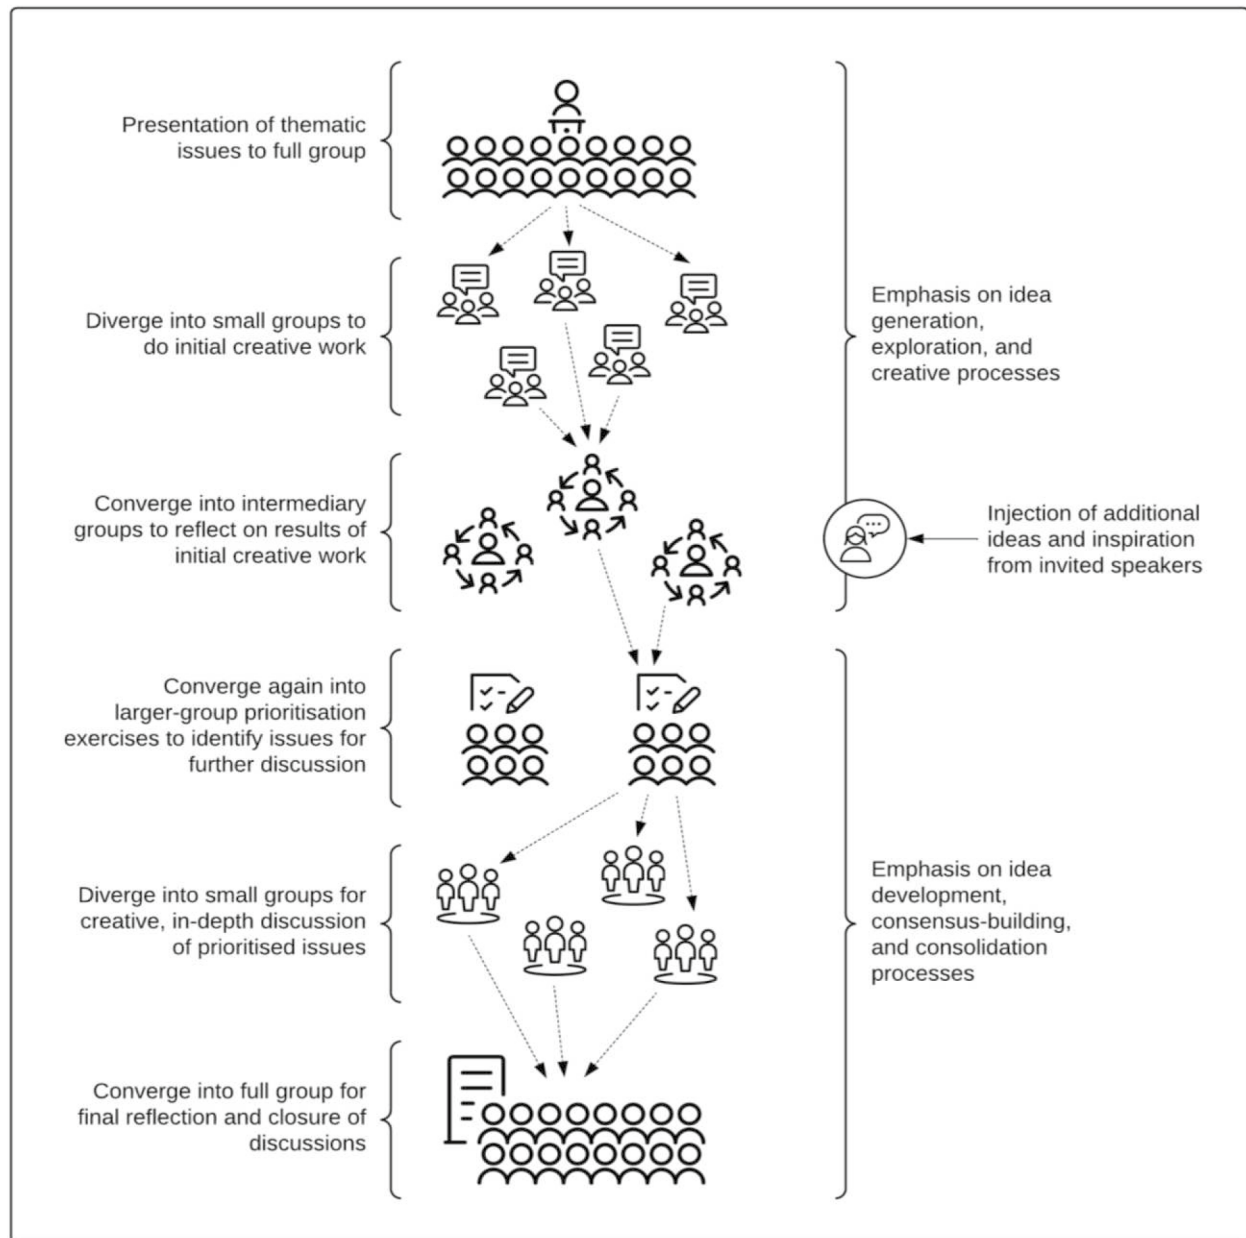 Presentation of thematic
issues to full group
Diverge into small groups to
do initial creative work
Emphasis on idea
generation,
exploration, and
creative processes
Converge into intermediary
groups to reflect on results of
initial creative work
Injection of additional
ideas and inspiration
from invited speakers
Converge again into
larger-group prioritisation
exercises to identify issues for
further discussion
Diverge into small groups for
creative, in-depth discussion
of prioritised issues
Emphasis on idea
development,
consensus-building,
and consolidation
processes
Converge into full group for
final reflection and closure of
discussions